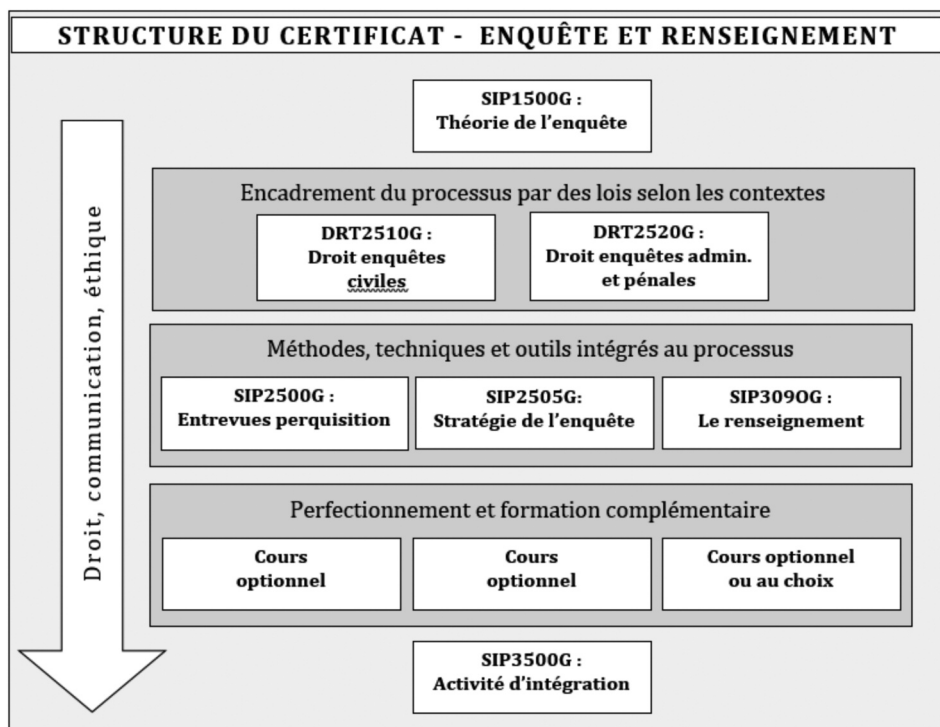 STRUCTURE DU CERTIFICAT - ENQUÊTE ET RENSEIGNEMENT
SIP1500G :
Théorie de l'enquête
Droit, communication, éthique
Encadrement du processus par des lois selon les contextes
DRT2510G :
Droit enquêtes
civiles
DRT2520G :
Droit enquêtes admin.
et pénales
Méthodes, techniques et outils intégrés au processus
SIP2500G :
Entrevues perquisition
SIP2505G:
Stratégie de l'enquête
SIP309OG :
Le renseignement
Perfectionnement et formation complémentaire
Cours
optionnel
Cours
optionnel
Cours optionnel
ou au choix
SIP3500G :
Activité d'intégration